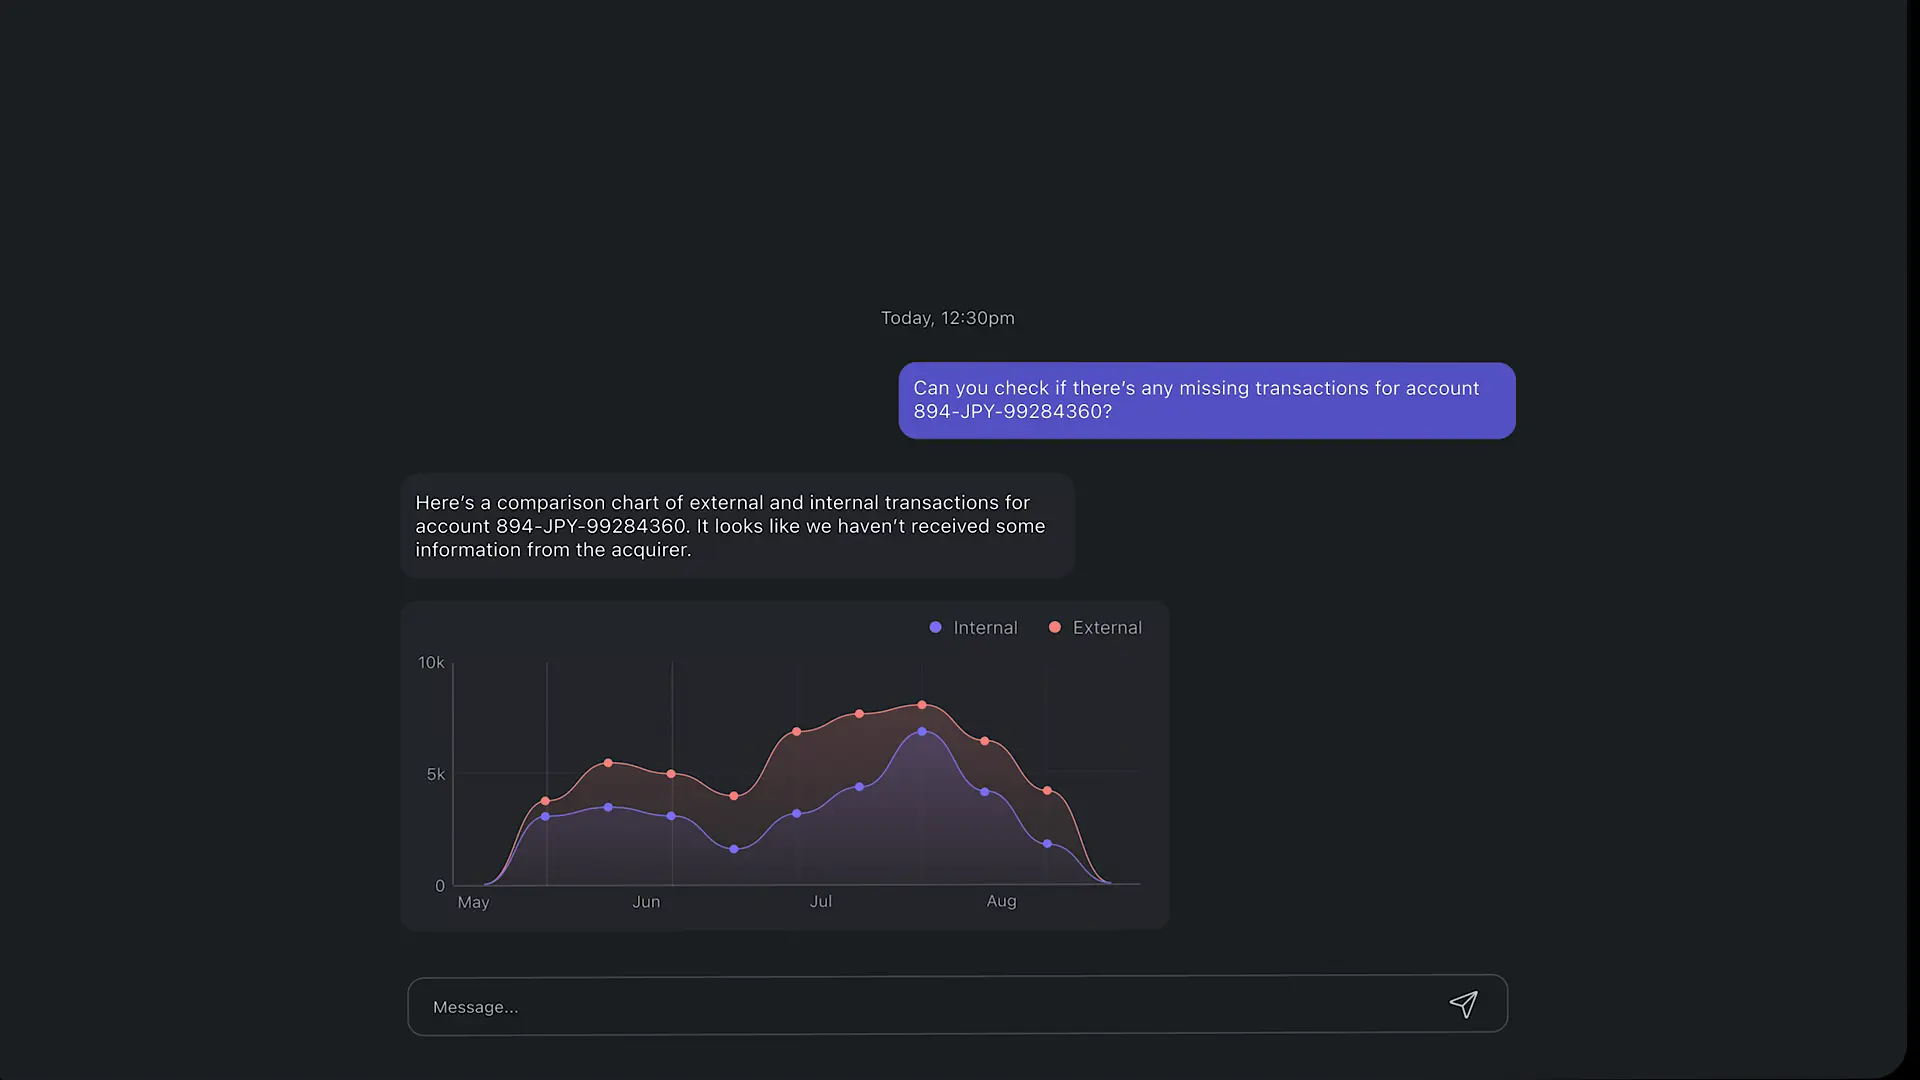 Today, 12:30pm
Can you check if there’s any missing transactions for account
894-JPY-99284360?
Here’s a comparison chart of external and internal transactions for
account 894-JPY-99284360. It looks like we haven’t received some
information from the acquirer.
Internal External
10k
5k
0
May Jun Jul Aug
Message...